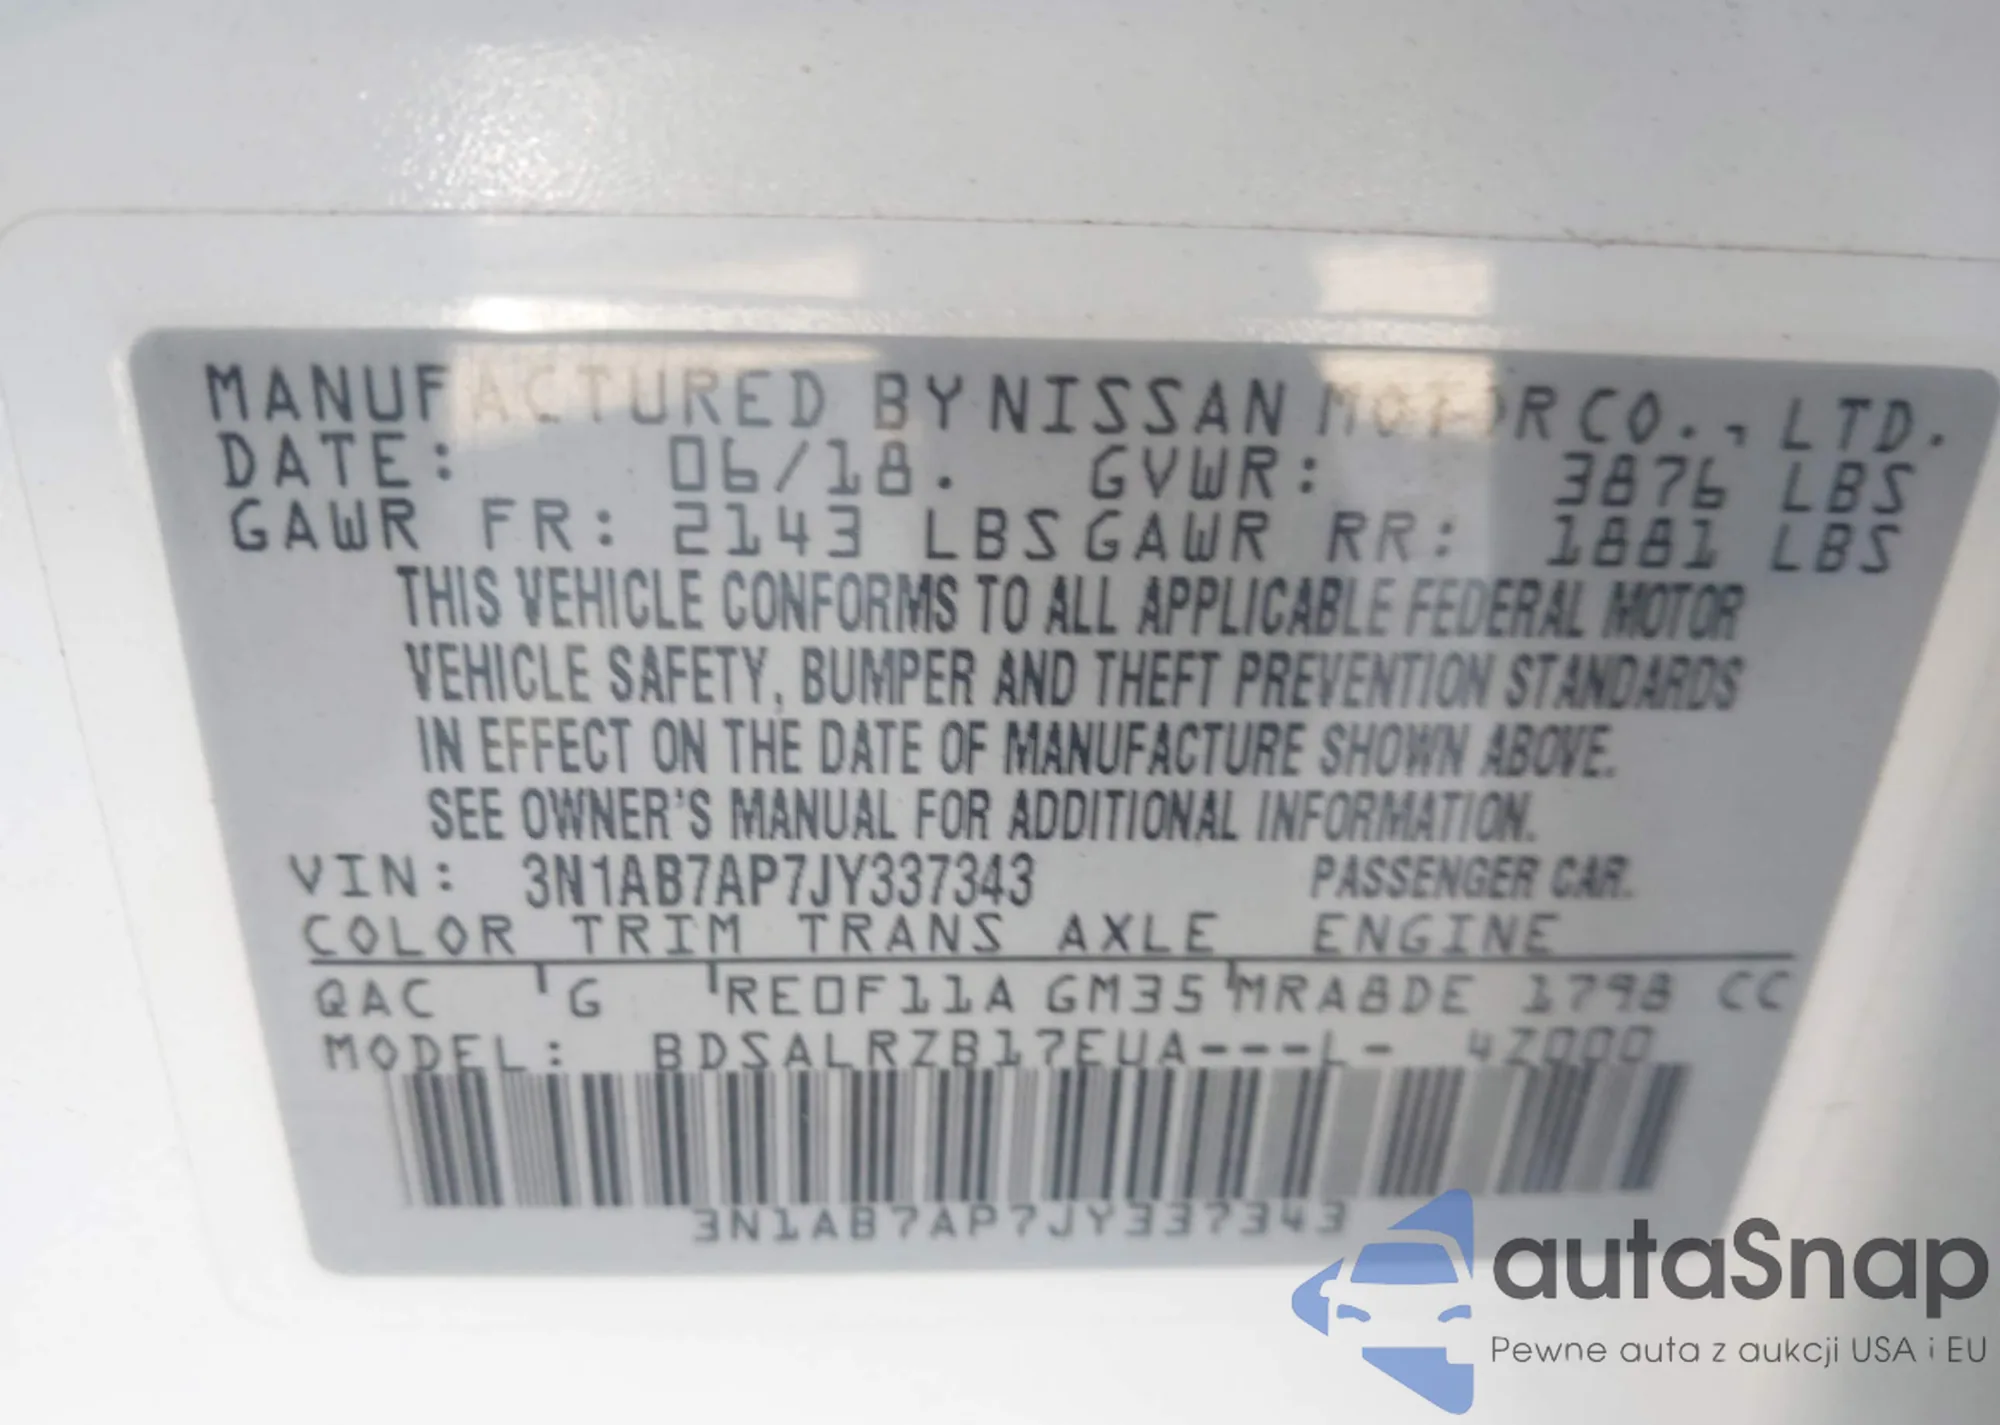 MANUFACTURED BY NISSAN MOTOR CO., LTD.
DATE: 06/18. GVWR: 3876 LBS
GAWR FR: 2143 LBS GAWR RR: 1881 LBS
THIS VEHICLE CONFORMS TO ALL APPLICABLE FEDERAL MOTOR
VEHICLE SAFETY, BUMPER AND THEFT PREVENTION STANDARDS
IN EFFECT ON THE DATE OF MANUFACTURE SHOWN ABOVE.
SEE OWNER'S MANUAL FOR ADDITIONAL INFORMATION.
VIN: 3N1AB7AP7JY337343 PASSENGER CAR.
COLOR TRIM TRANS AXLE ENGINE
QAC G RE0F11A GM35 MRA8DE 1798 CC
MODEL: BDSALRZB17EUA---L- 4Z000
3N1AB7AP7JY337343
autaSnap
Pewne auta z aukcji USA i EU